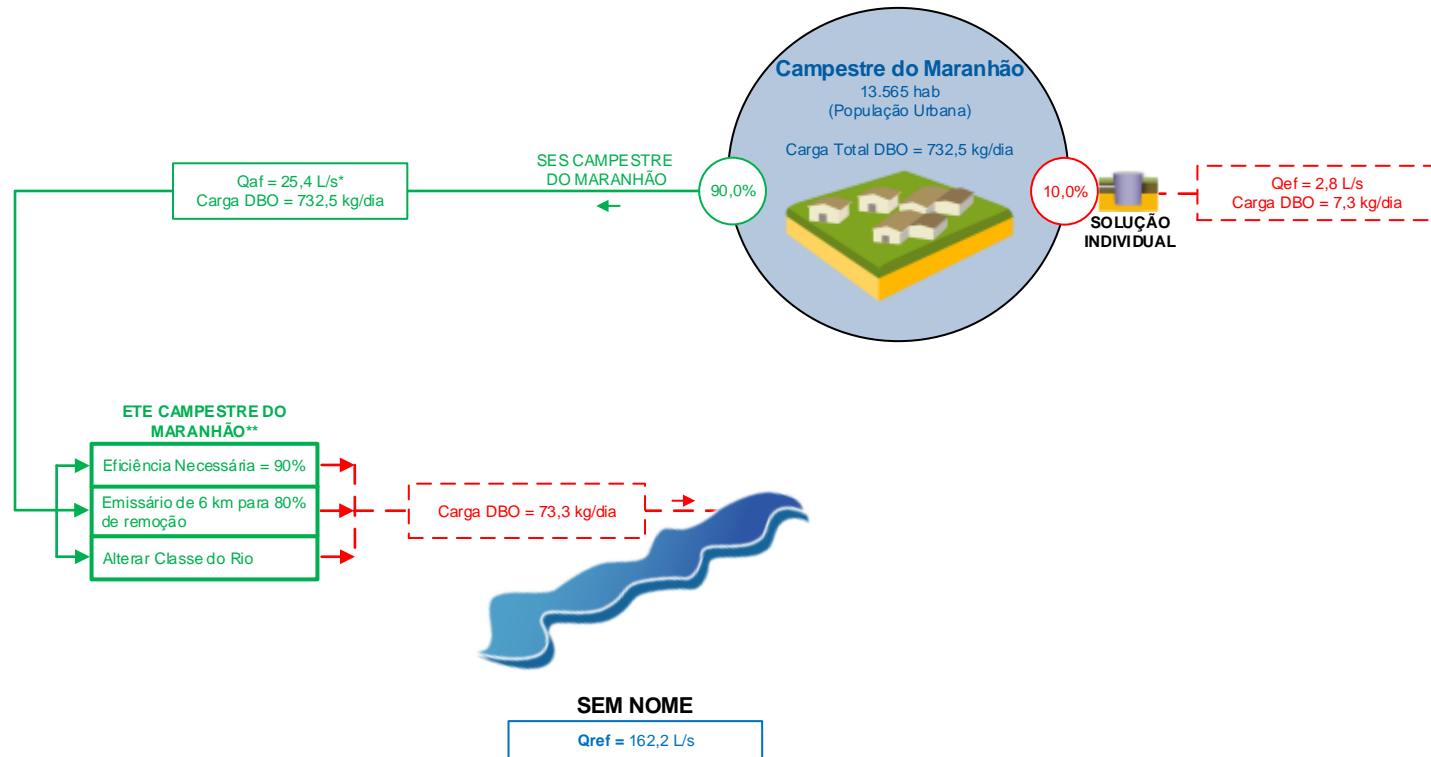 Campestre do Maranhão
13.565 hab
(População Urbana)
Carga Total DBO = 732,5 kg/dia
SES CAMPESTRE
DO MARANHÃO
90,0%
10,0%
Qaf = 25,4 L/s*
Carga DBO = 732,5 kg/dia
SOLUÇÃO
INDIVIDUAL
Qef = 2,8 L/s
Carga DBO = 7,3 kg/dia
ETE CAMPESTRE DO
MARANHÃO**
Eficiência Necessária = 90%
Emissário de 6 km para 80%
de remoção
Alterar Classe do Rio
Carga DBO = 73,3 kg/dia
SEM NOME
Qref = 162,2 L/s